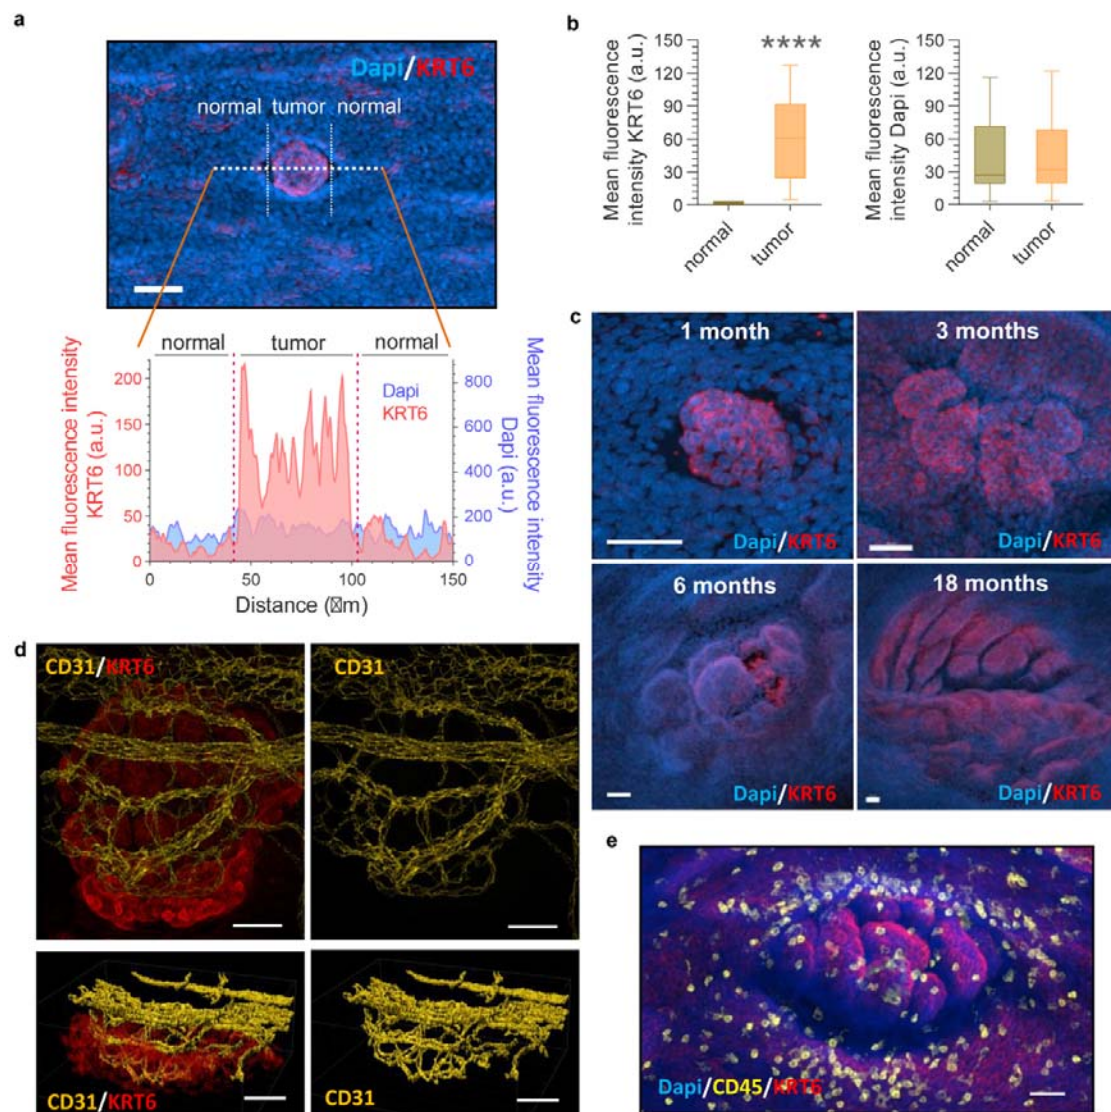 a
Dapi/KRT6
normal tumor normal
normal tumor normal
Mean fluorescence intensity
KRT6 (a.u.)
200
150
100
50
0
Dapi
KRT6
800
600
400
200
0
Mean fluorescence intensity
Dapi (a.u.)
0 50 100 150
Distance (□m)
b
Mean fluorescence
intensity KRT6 (a.u.)
150
120
90
60
30
0
****
normal
tumor
Mean fluorescence
intensity Dapi (a.u.)
150
120
90
60
30
0
normal
tumor
c
1 month
Dapi/KRT6
3 months
Dapi/KRT6
6 months
Dapi/KRT6
18 months
Dapi/KRT6
d
CD31/KRT6
CD31
CD31/KRT6
CD31
e
Dapi/CD45/KRT6